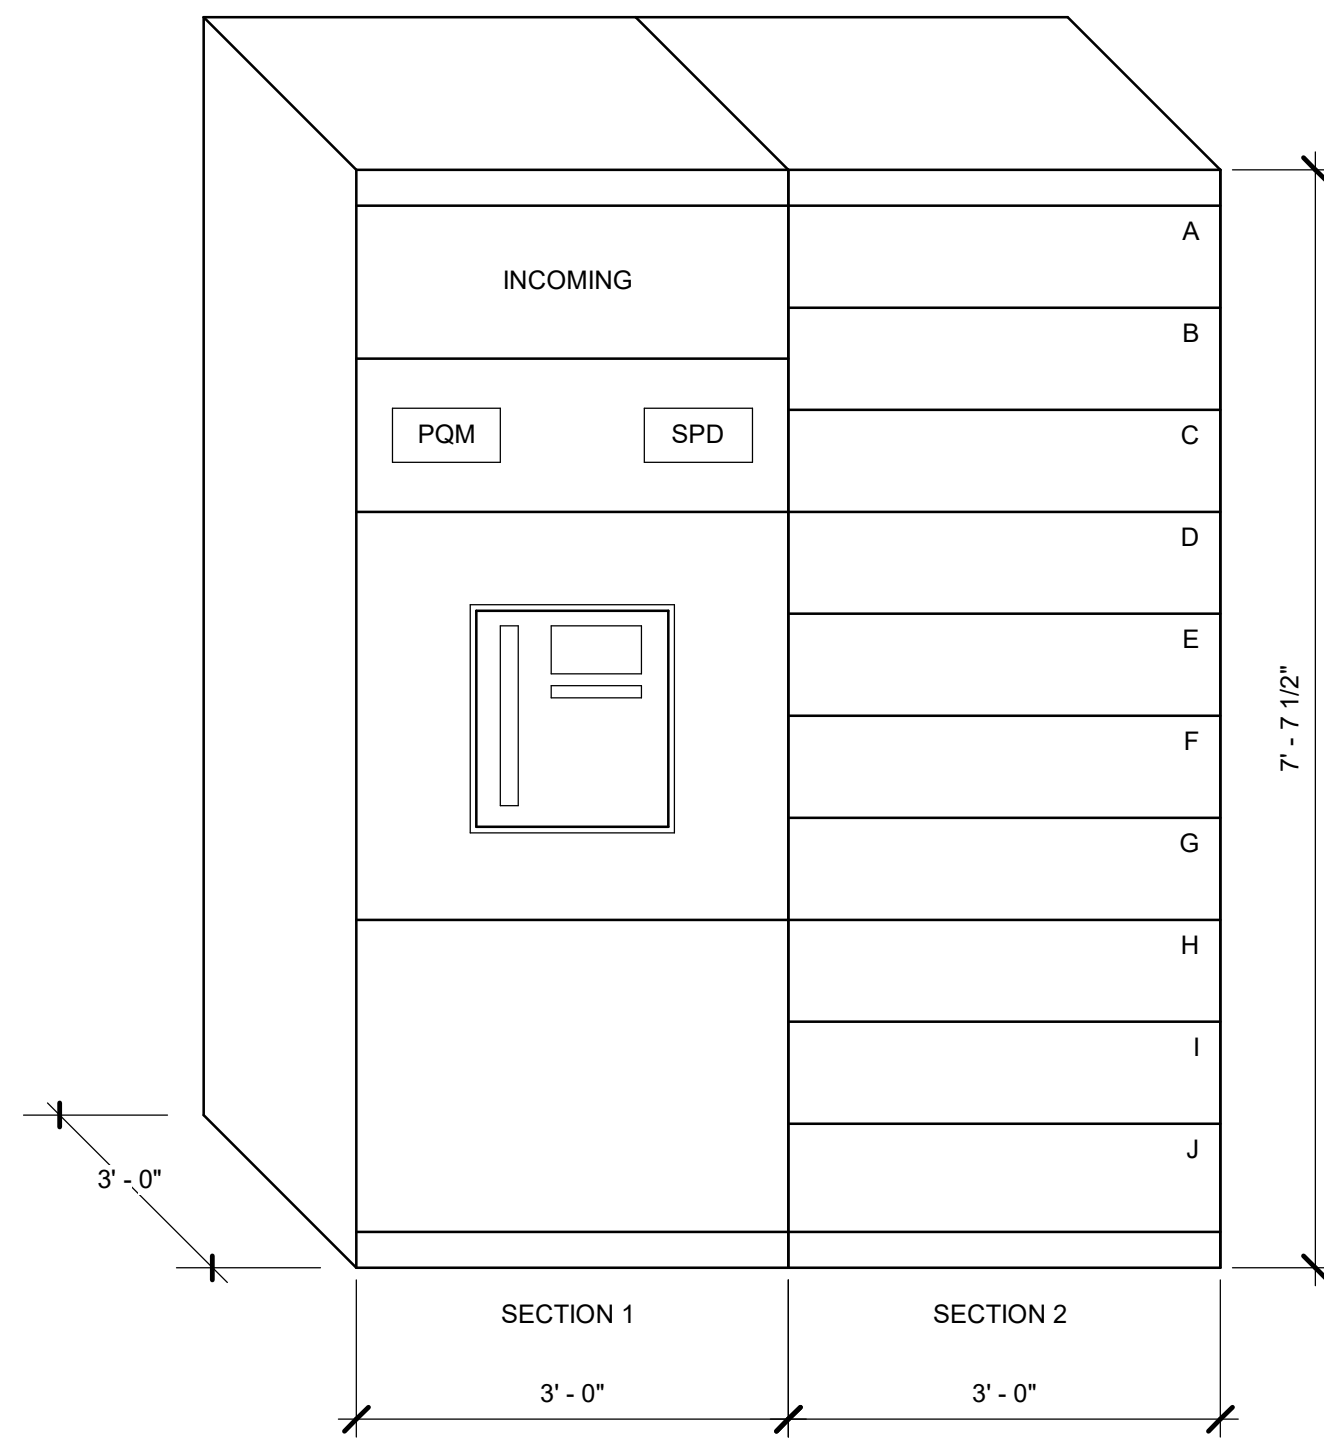 A
INCOMING
B
PQM
SPD
C
D
E
7' - 7 1/2"
F
G
H
I
J
3' - 0"
SECTION 1
SECTION 2
3' - 0"
3' - 0"